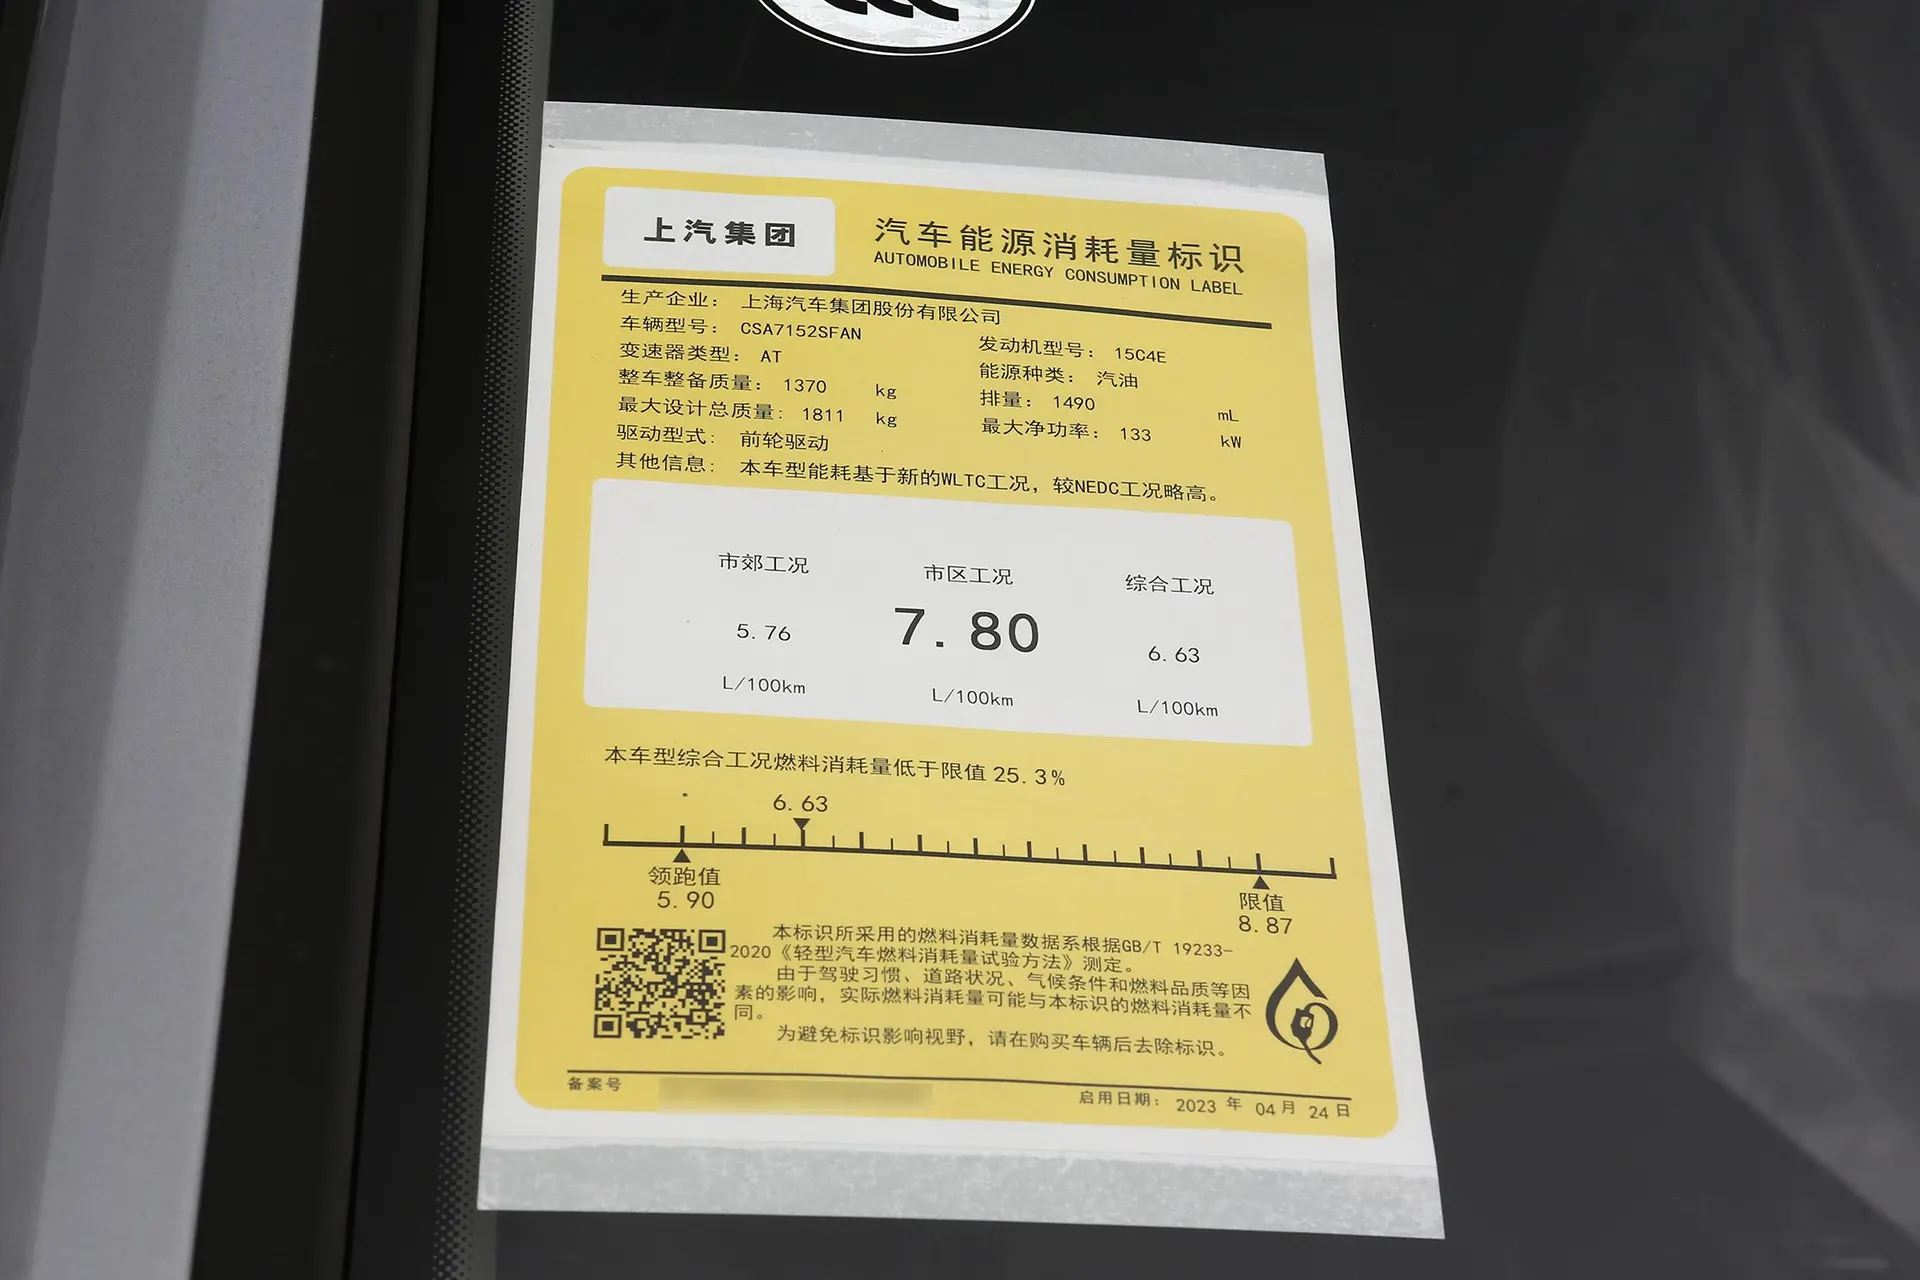 上汽集团
汽车能源消耗量标识
AUTOMOBILE ENERGY CONSUMPTION LABEL
生产企业： 上海汽车集团股份有限公司
车辆型号： CSA7152SFAN
发动机型号： 15C4E
变速器类型： AT
能源种类： 汽油
整车整备质量： 1370 kg
排量： 1490 mL
最大设计总质量： 1811 kg
最大净功率： 133 kW
驱动型式： 前轮驱动
其他信息： 本车型能耗基于新的WLTC工况，较NEDC工况略高。
市郊工况 市区工况 综合工况
5.76 7.80 6.63
L/100km L/100km L/100km
本车型综合工况燃料消耗量低于限值25.3%
6.63
领跑值 限值
5.90 8.87
本标识所采用的燃料消耗量数据系根据GB/T 19233-
2020《轻型汽车燃料消耗量试验方法》测定。
由于驾驶习惯、道路状况、气候条件和燃料品质等因
素的影响，实际燃料消耗量可能与本标识的燃料消耗量不
同。
为避免标识影响视野，请在购买车辆后去除标识。
备案号
启用日期： 2023 年 04 月 24 日